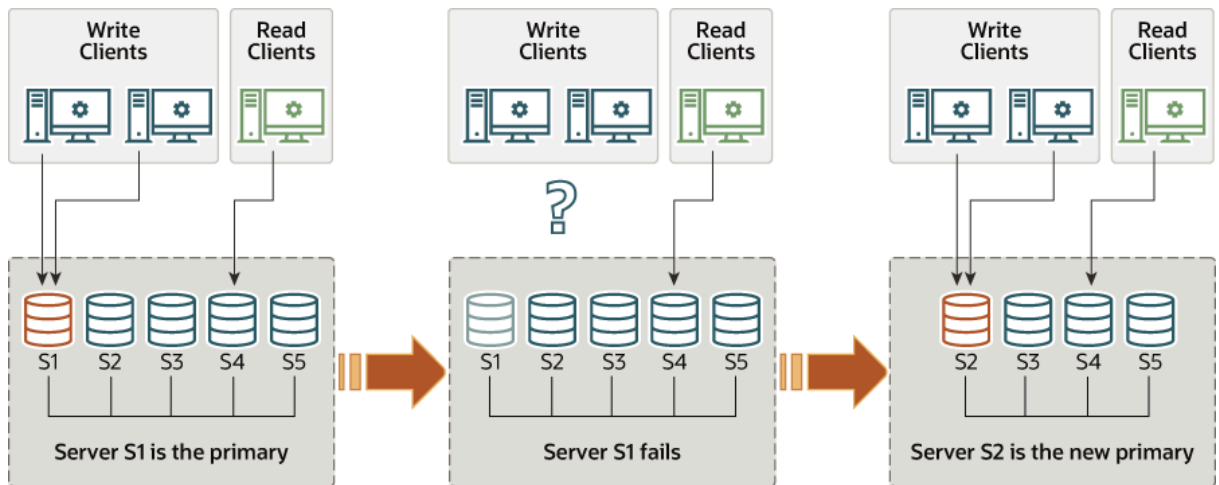 Write
Clients
Read
Clients
Write
Clients
Read
Clients
Write
Clients
Read
Clients
?
S1 S2 S3 S4 S5
S1 S2 S3 S4 S5
S2 S3 S4 S5
Server S1 is the primary
Server S1 fails
Server S2 is the new primary